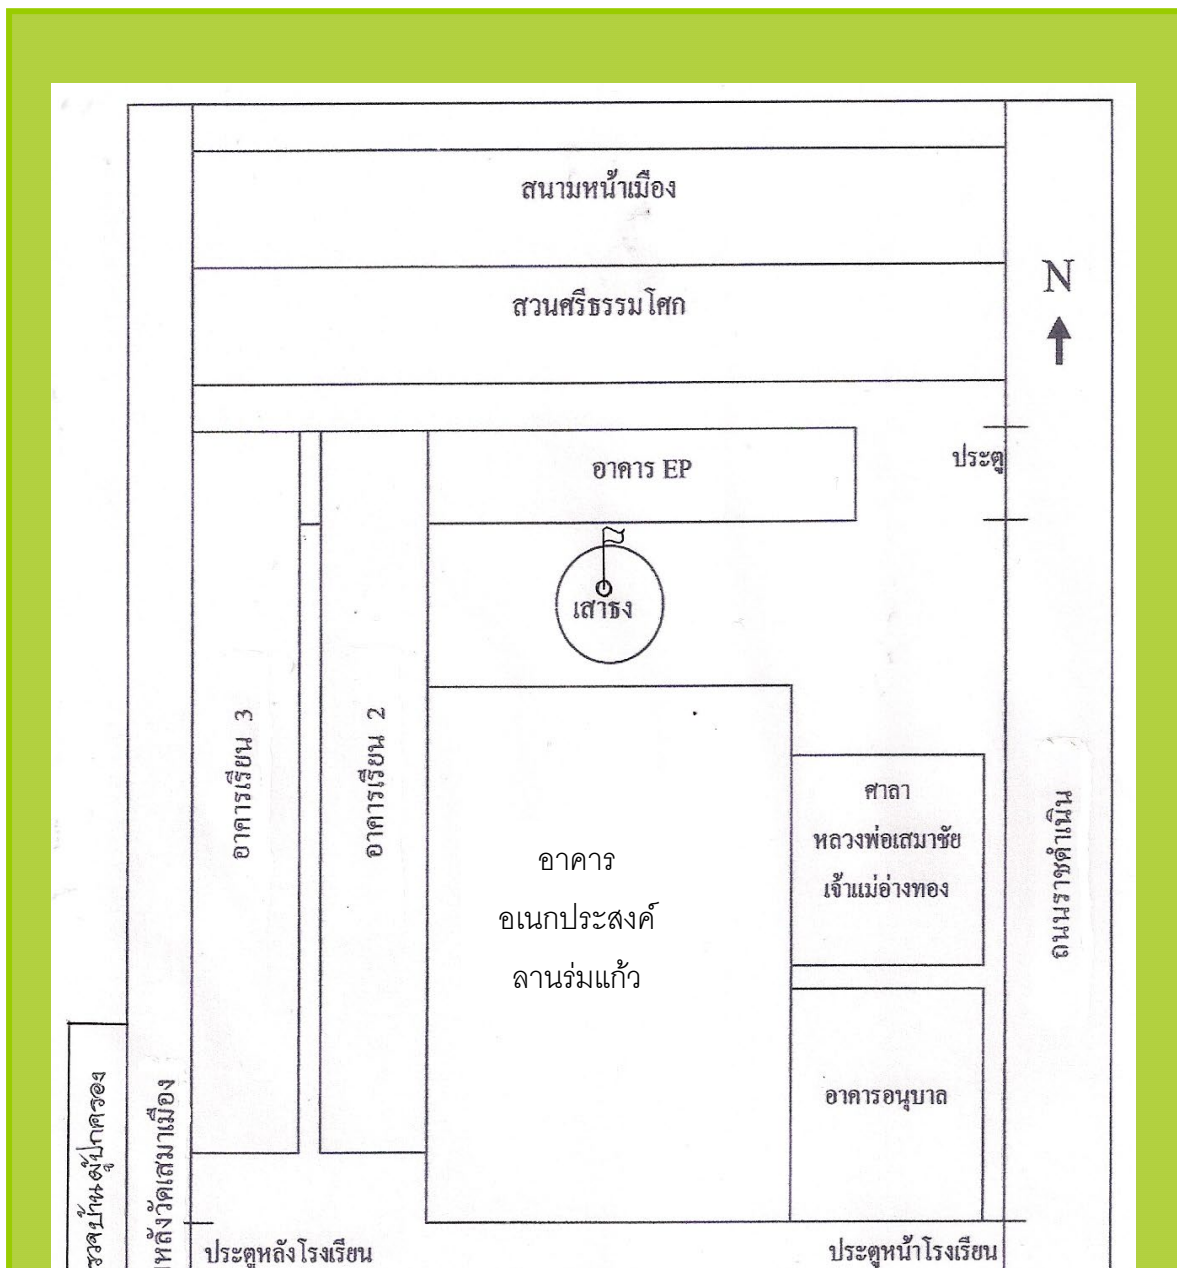 สนามหน้าเมือง
สวนศรีธรรมโศก
N
อาคาร EP
ประตู
เสาธง
อาคารเรียน 3
อาคารเรียน 2
ศาลา
หลวงพ่อเสมาชัย
เจ้าแม่อ่างทอง
ถนนราชดำเนิน
อาคาร
อเนกประสงค์
ลานร่มแก้ว
อาคารอนุบาล
หลังวัดเสมาเมือง
ประตูหลังโรงเรียน
ประตูหน้าโรงเรียน